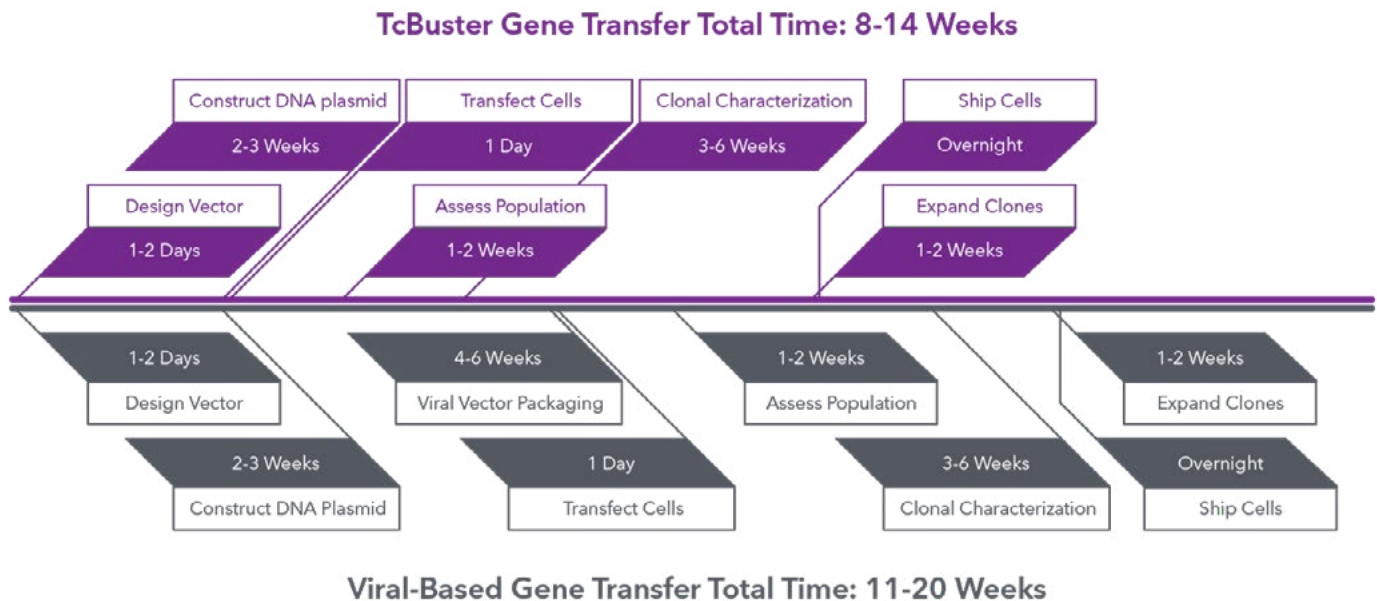 TcBuster Gene Transfer Total Time: 8-14 Weeks
Construct DNA plasmid
2-3 Weeks
Transfect Cells
1 Day
Clonal Characterization
3-6 Weeks
Ship Cells
Overnight
Design Vector
1-2 Days
Assess Population
1-2 Weeks
Expand Clones
1-2 Weeks
1-2 Days
Design Vector
4-6 Weeks
Viral Vector Packaging
1-2 Weeks
Assess Population
1-2 Weeks
Expand Clones
2-3 Weeks
Construct DNA Plasmid
1 Day
Transfect Cells
3-6 Weeks
Clonal Characterization
Overnight
Ship Cells
Viral-Based Gene Transfer Total Time: 11-20 Weeks